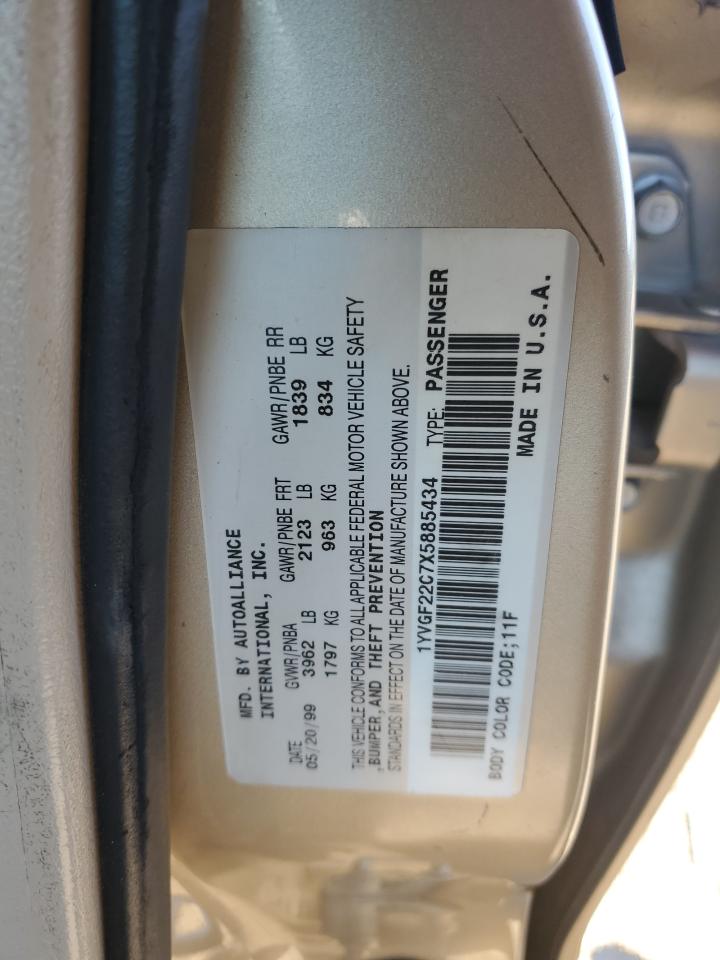 MFD. BY AUTOALLIANCE
INTERNATIONAL, INC.
DATE GVWR/PNBA GAWR/PNBE FRT GAWR/PNBE RR
05/20/99 3962 LB 2123 LB 1839 LB
1797 KG 963 KG 834 KG
THIS VEHICLE CONFORMS TO ALL APPLICABLE FEDERAL MOTOR VEHICLE SAFETY
,BUMPER,AND THEFT PREVENTION
STANDARDS IN EFFECT ON THE DATE OF MANUFACTURE SHOWN ABOVE.
1YVGF22C7X5885434 TYPE: PASSENGER
BODY COLOR CODE;11F MADE IN U.S.A.